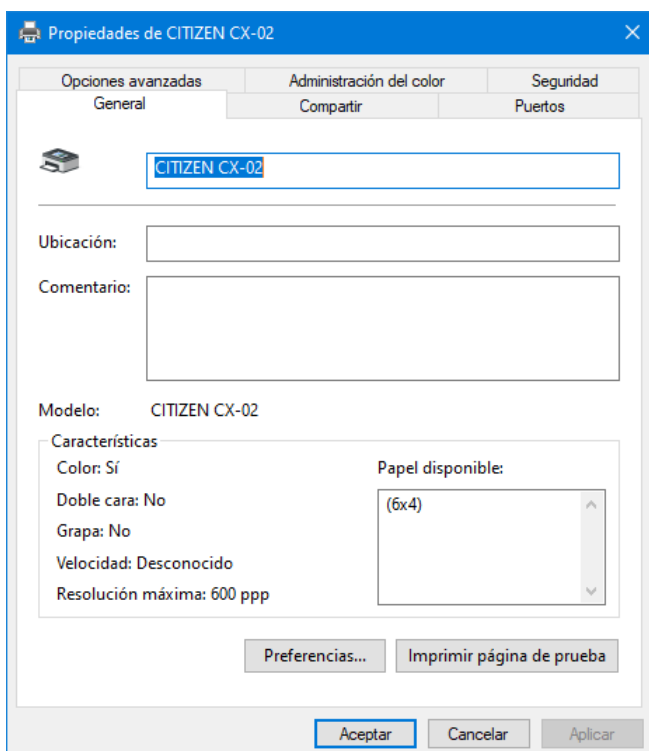 Propiedades de CITIZEN CX-02
Opciones avanzadas Administración del color Seguridad
General Compartir Puertos
CITIZEN CX-02
Ubicación:
Comentario:
Modelo: CITIZEN CX-02
Características
Color: Sí
Doble cara: No
Grapa: No
Velocidad: Desconocido
Resolución máxima: 600 ppp
Papel disponible:
(6x4)
Preferencias... Imprimir página de prueba
Aceptar Cancelar Aplicar